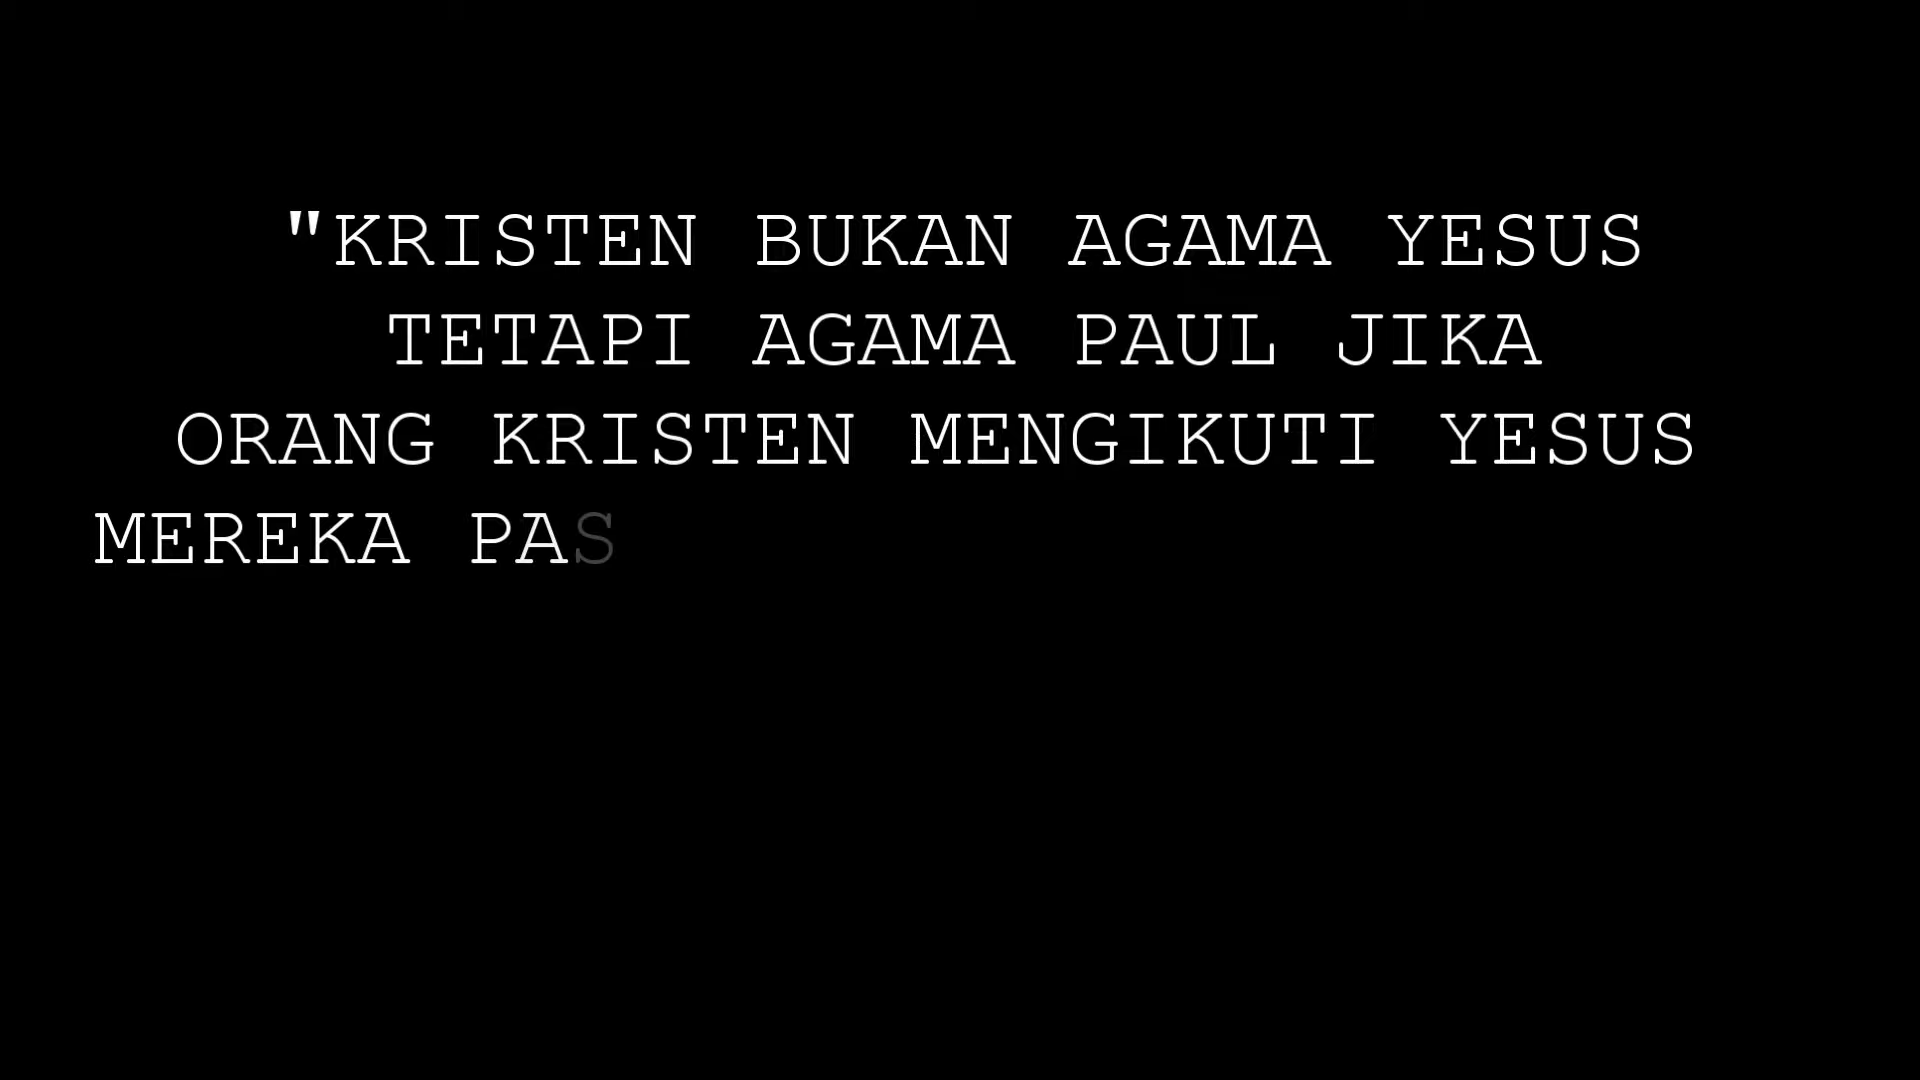 "KRISTEN BUKAN AGAMA YESUS
TETAPI AGAMA PAUL JIKA
ORANG KRISTEN MENGIKUTI YESUS
MEREKA PAS